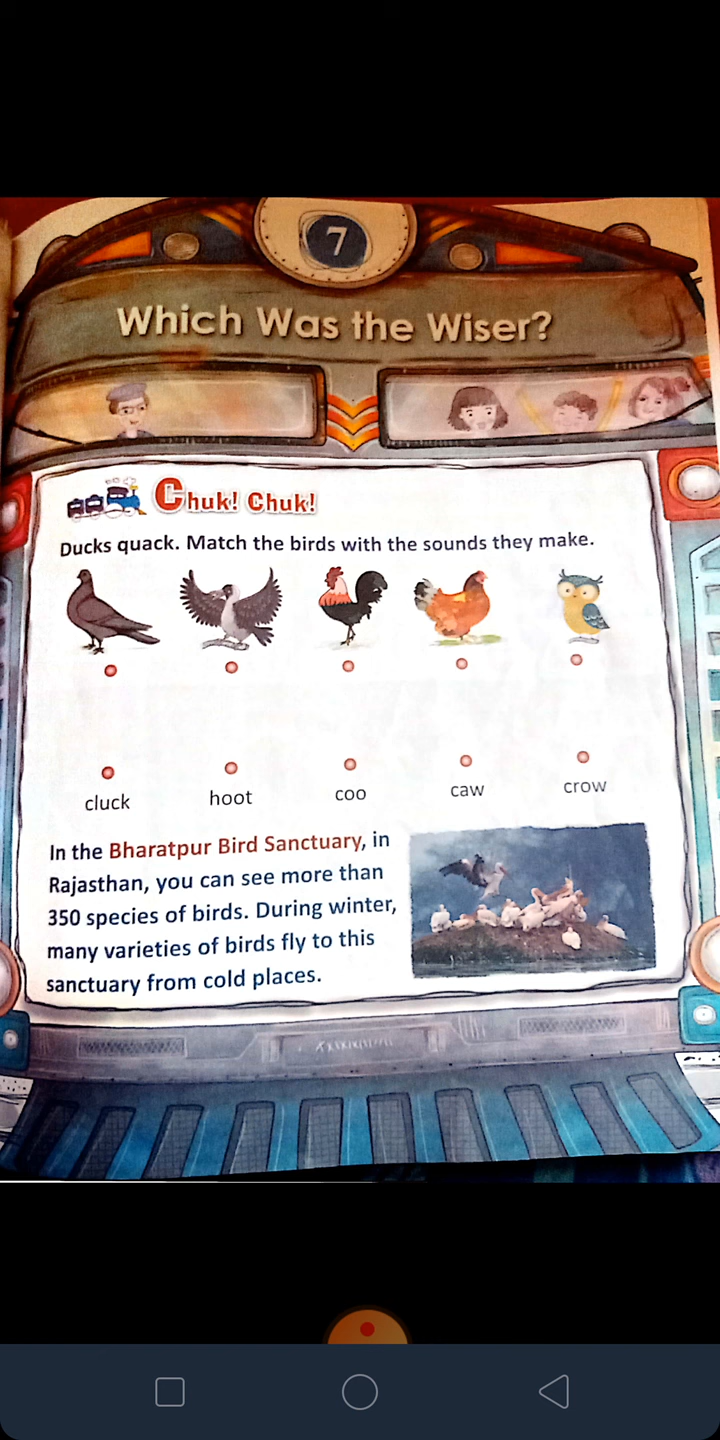 7
Which Was the Wiser?
Chuk! Chuk!
Ducks quack. Match the birds with the sounds they make.
cluck hoot coo caw crow
In the Bharatpur Bird Sanctuary, in
Rajasthan, you can see more than
350 species of birds. During winter,
many varieties of birds fly to this
sanctuary from cold places.